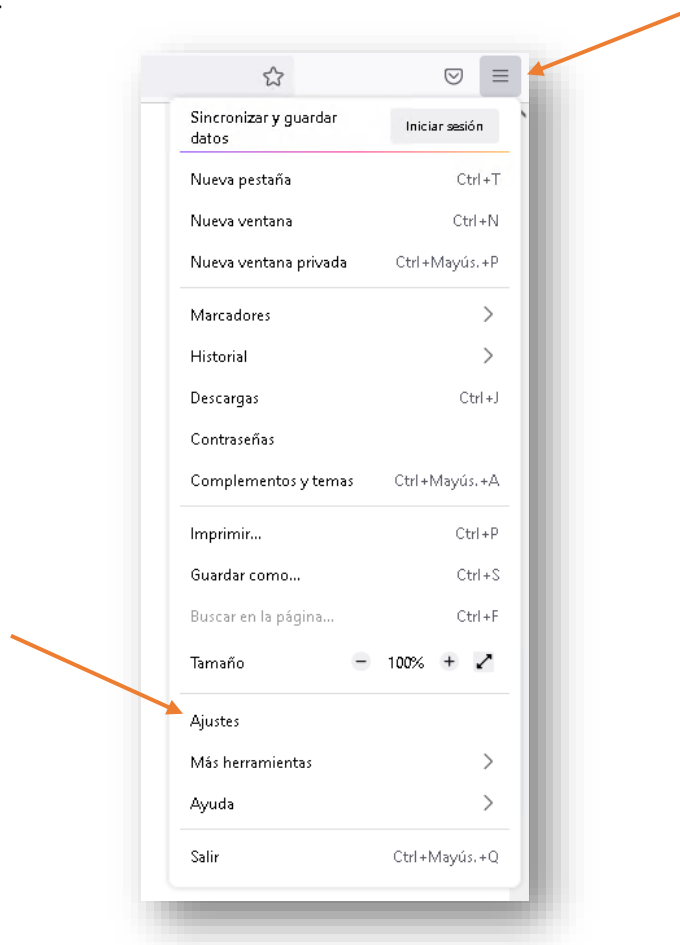 Sincronizar y guardar
datos
Iniciar sesión
Nueva pestaña Ctrl+T
Nueva ventana Ctrl+N
Nueva ventana privada Ctrl+Mayús.+P
Marcadores
Historial
Descargas Ctrl+J
Contraseñas
Complementos y temas Ctrl+Mayús.+A
Imprimir... Ctrl+P
Guardar como... Ctrl+S
Buscar en la página... Ctrl+F
Tamaño − 100% +
Ajustes
Más herramientas
Ayuda
Salir Ctrl+Mayús.+Q